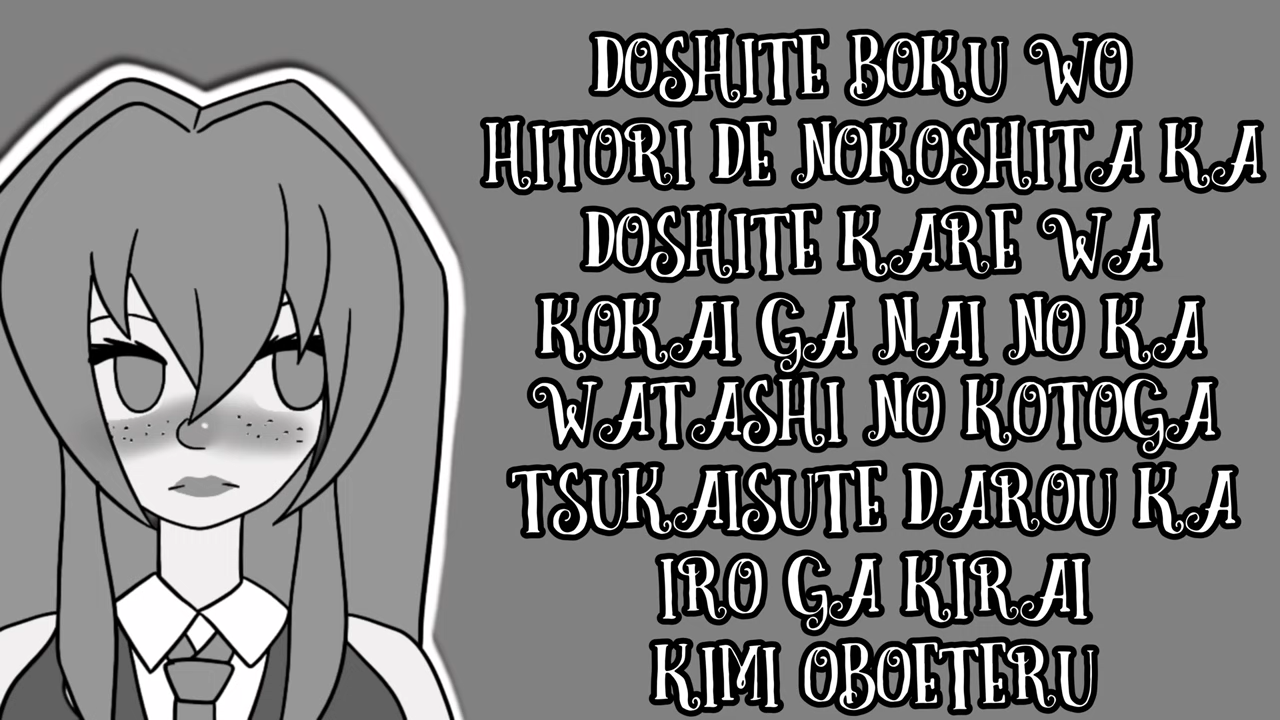 DOSHITE BOKU WO
HITORI DE NOKOSHITA KA
DOSHITE KARE WA
KOKAI GA NAI NO KA
WATASHI NO KOTOGA
TSUKAISUTE DAROU KA
IRO GA KIRAI
KIMI OBOETERU